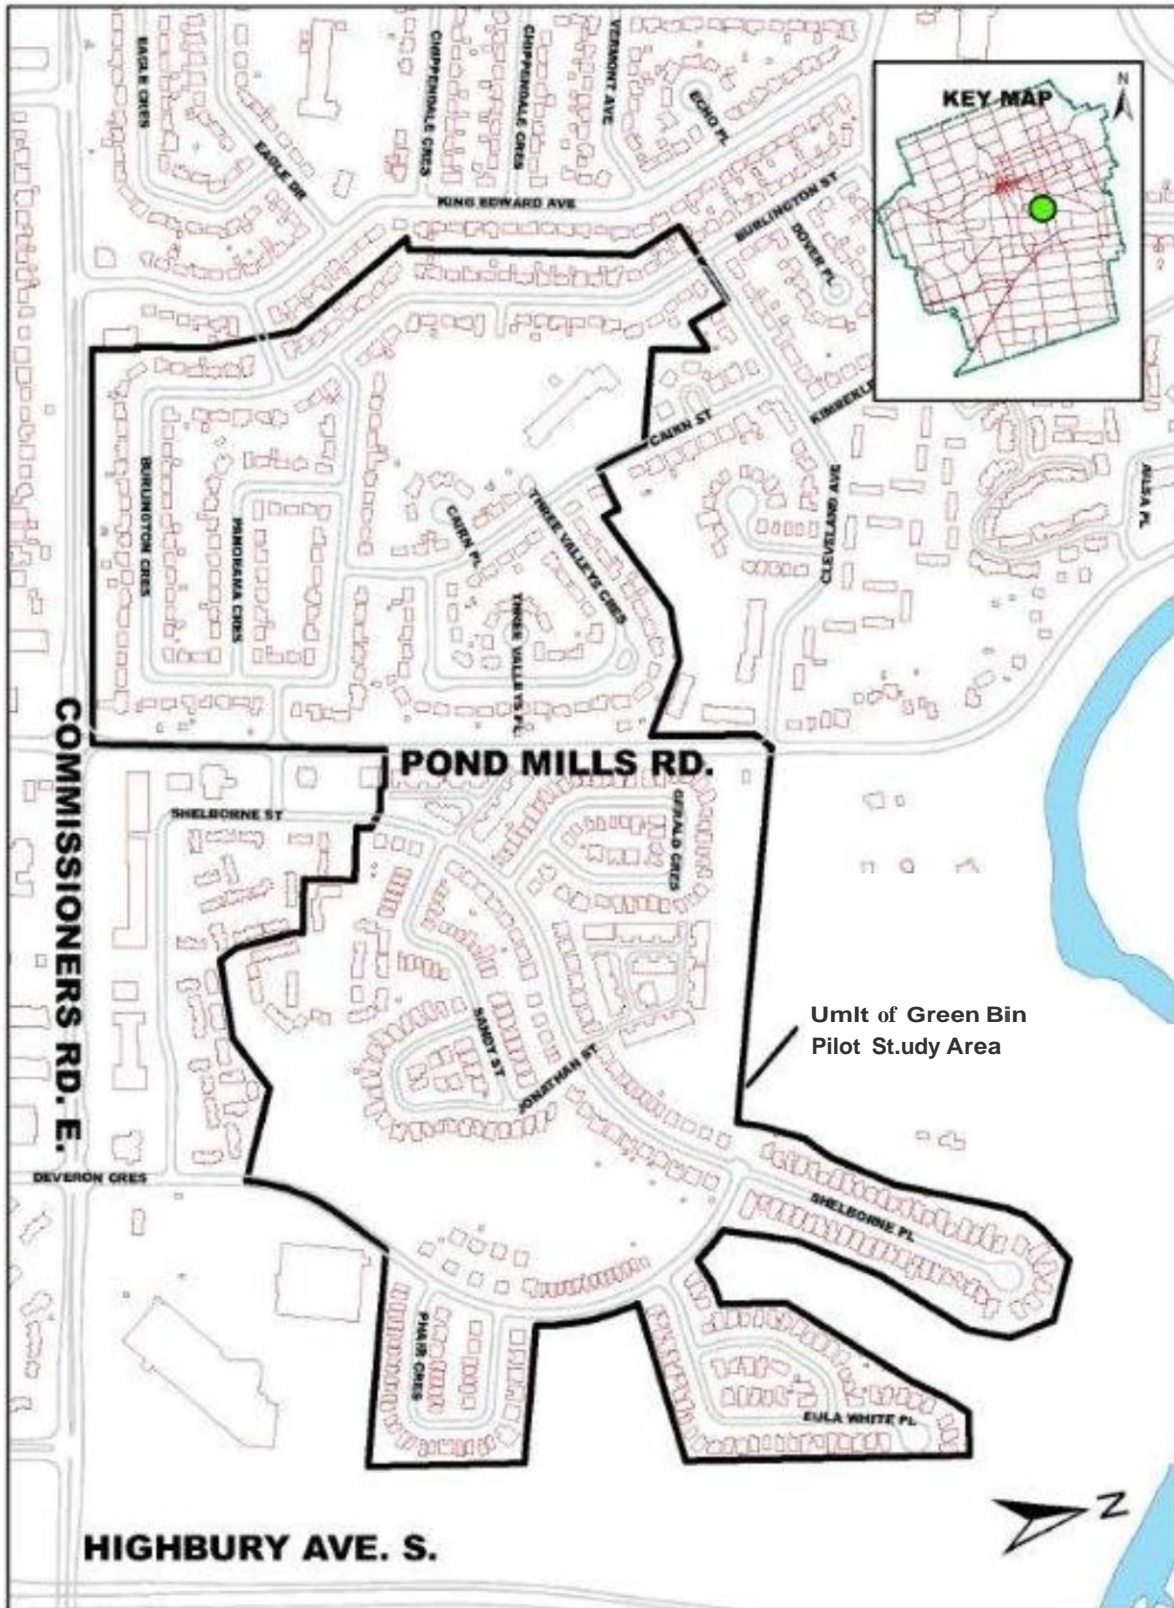 EAGLE CRES
CHIPPENDALE CRES
CHIPPENDALE CRES
VERMONT AVE
ECHO PL
EAGLE DR
KING EDWARD AVE
BURLINGTON ST
DOVER PL
KEY MAP
N
KIMBERLE
CAIRN ST
AILSA PL
BURLINGTON CRES
PANORAMA CRES
CAIRN PL
THREE VALLEYS CRES
CLEVELAND AVE
THREE VALLEYS PL
COMMISSIONERS RD. E.
POND MILLS RD.
SHELBORNE ST
GERALD CRES
SANDY ST
JONATHAN ST
UmIt of Green Bin
Pilot St.udy Area
DEVERON CRES
SHELBORNE PL
PHAIR CRES
EULA WHITE PL
N
HIGHBURY AVE. S.